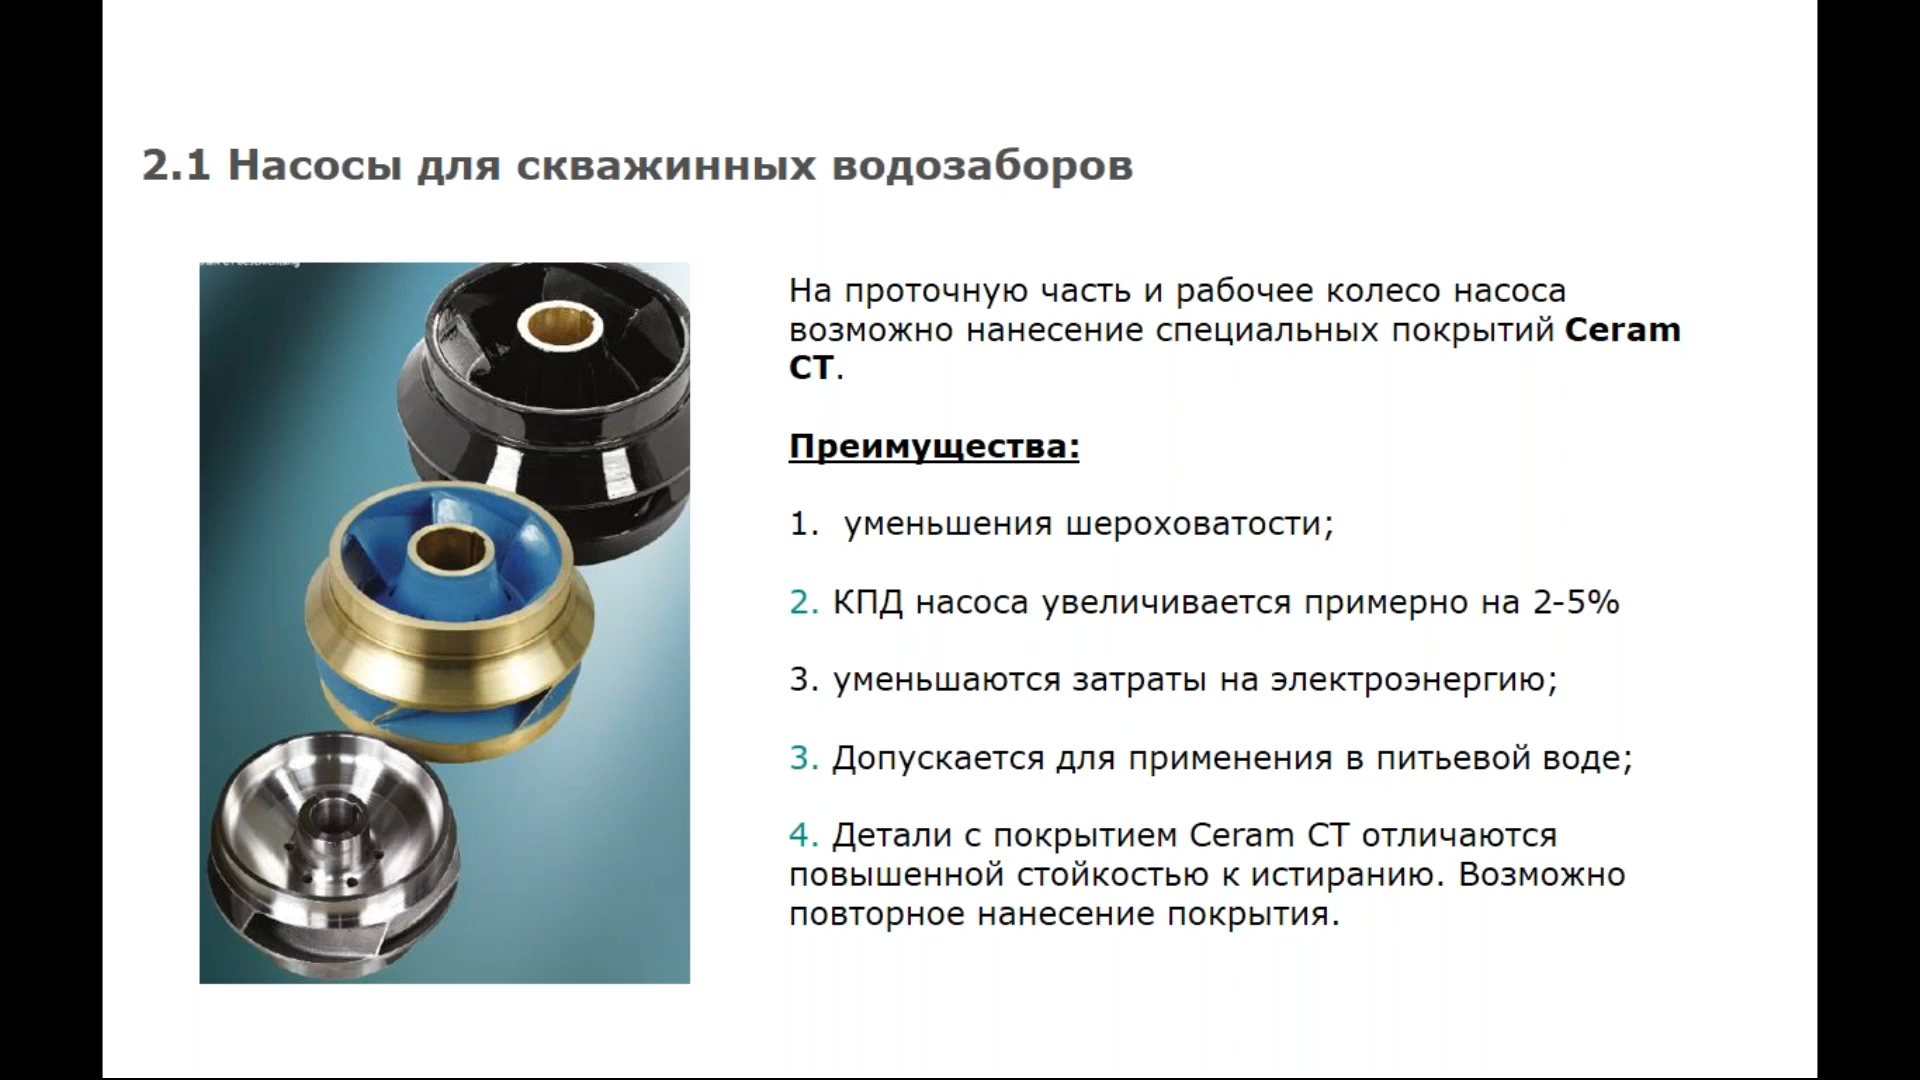 2.1 Насосы для скважинных водозаборов
На проточную часть и рабочее колесо насоса
возможно нанесение специальных покрытий Ceram
CT.
Преимущества:
1. уменьшения шероховатости;
2. КПД насоса увеличивается примерно на 2-5%
3. уменьшаются затраты на электроэнергию;
3. Допускается для применения в питьевой воде;
4. Детали с покрытием Ceram CT отличаются
повышенной стойкостью к истиранию. Возможно
повторное нанесение покрытия.